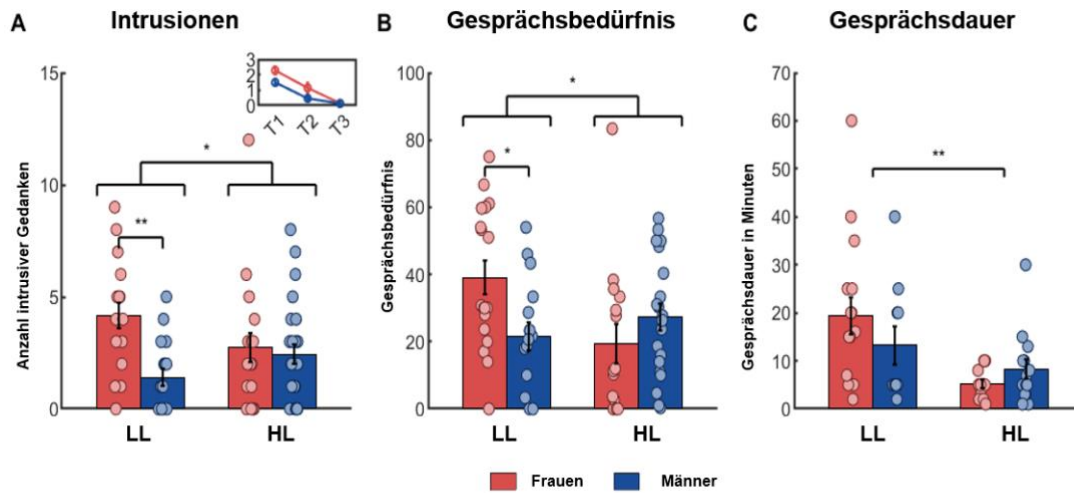 A
Intrusionen
Anzahl intrusiver Gedanken
15
10
5
0
3
2
1
0
T1
T2
T3
*
**
LL
HL
B
Gesprächsbedürfnis
Gesprächsbedürfnis
100
80
60
40
20
0
*
*
LL
HL
C
Gesprächsdauer
Gesprächsdauer in Minuten
70
60
50
40
30
20
10
0
**
LL
HL
Frauen
Männer